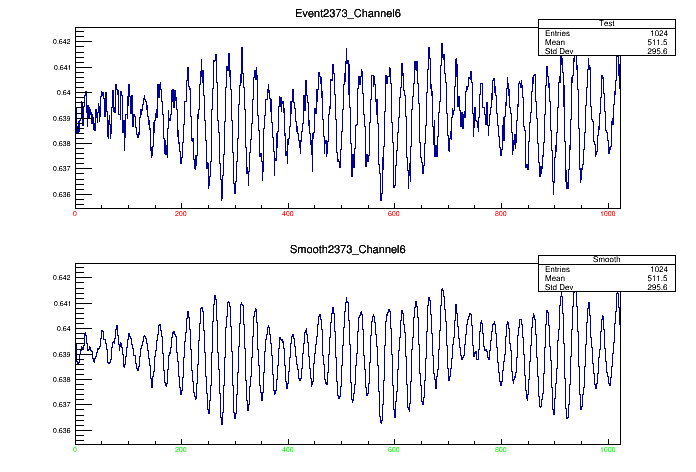 Event2373_Channel6
Test
Entries 1024
Mean 511.5
Std Dev 295.6
0.642
0.641
0.64
0.639
0.638
0.637
0.636
0 200 400 600 800 1000
Smooth2373_Channel6
Smooth
Entries 1024
Mean 511.5
Std Dev 295.6
0.642
0.641
0.64
0.639
0.638
0.637
0.636
0 200 400 600 800 1000